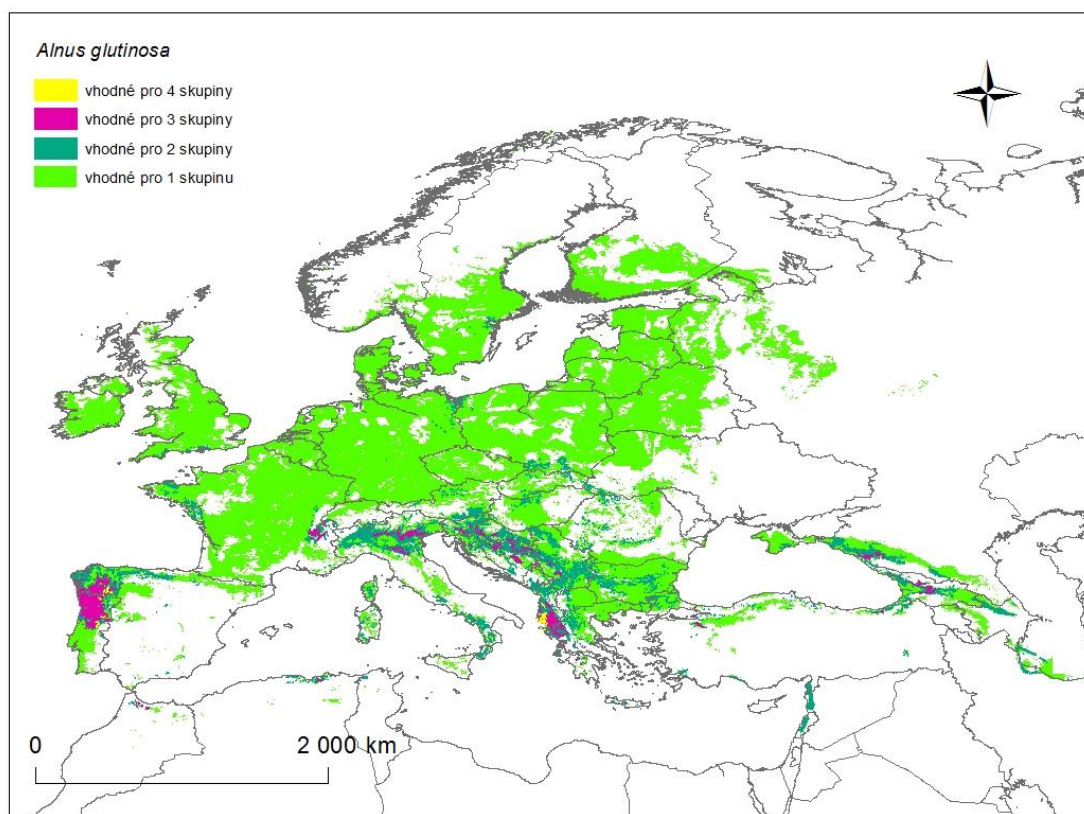 Alnus glutinosa
vhodné pro 4 skupiny
vhodné pro 3 skupiny
vhodné pro 2 skupiny
vhodné pro 1 skupinu
0 2 000 km